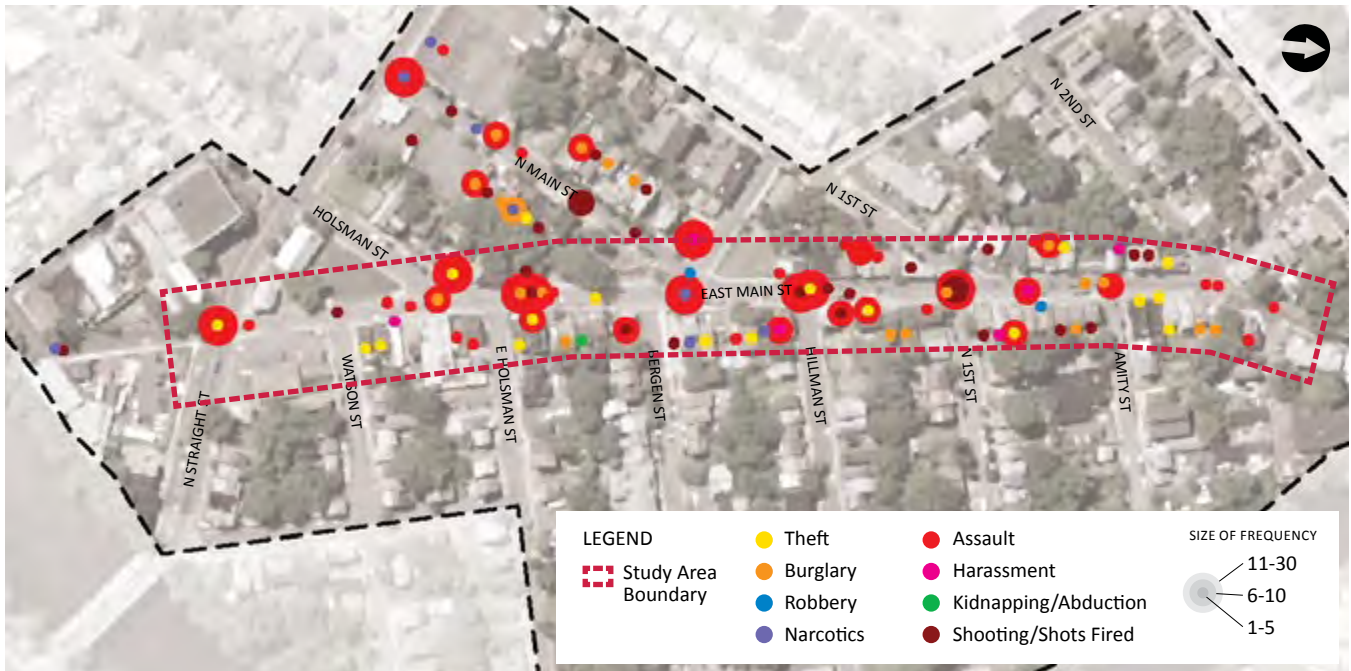 N 2ND ST
N MAIN ST
N 1ST ST
HOLSMAN ST
EAST MAIN ST
N STRAIGHT ST
WATSON ST
E HOLSMAN ST
BERGEN ST
HILLMAN ST
N 1ST ST
AMITY ST
LEGEND
Study Area
Boundary
Theft
Burglary
Robbery
Narcotics
Assault
Harassment
Kidnapping/Abduction
Shooting/Shots Fired
SIZE OF FREQUENCY
11-30
6-10
1-5